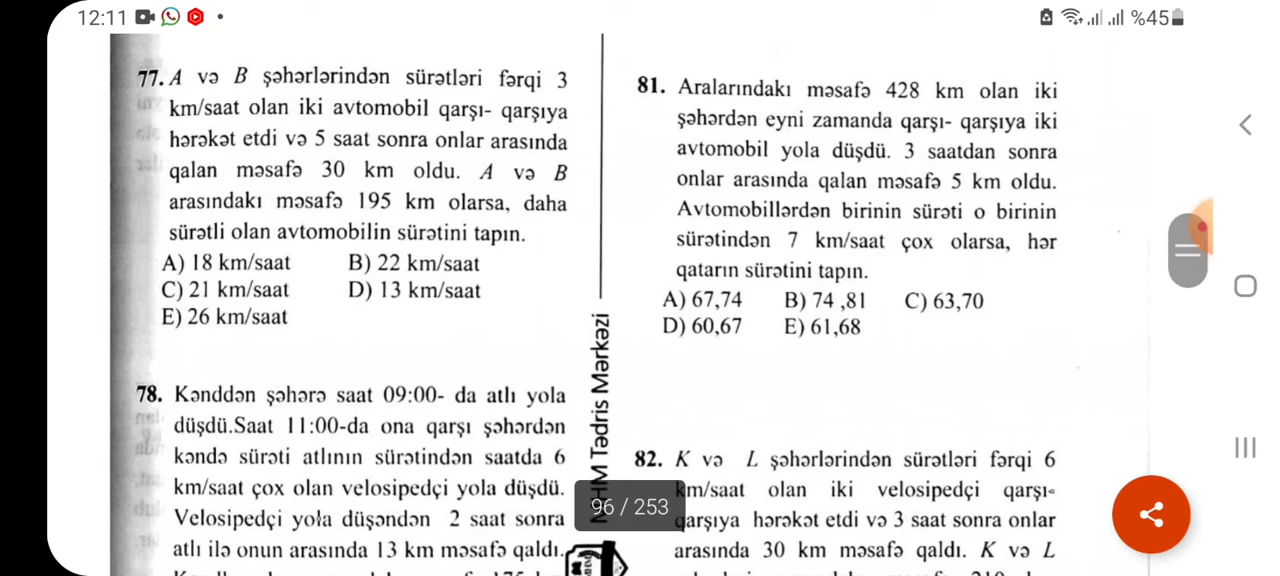 12:11
%45
77. A və B şəhərlərindən sürətləri fərqi 3
km/saat olan iki avtomobil qarşı- qarşıya
hərəkət etdi və 5 saat sonra onlar arasında
qalan məsafə 30 km oldu. A və B
arasındakı məsafə 195 km olarsa, daha
sürətli olan avtomobilin sürətini tapın.
A) 18 km/saat B) 22 km/saat
C) 21 km/saat D) 13 km/saat
E) 26 km/saat
78. Kənddən şəhərə saat 09:00- da atlı yola
düşdü.Saat 11:00-da ona qarşı şəhərdən
kəndə sürəti atlının sürətindən saatda 6
km/saat çox olan velosipedçi yola düşdü.
Velosipedçi yola düşəndən 2 saat sonra
atlı ilə onun arasında 13 km məsafə qaldı.
NHM Tədris Mərkəzi
81. Aralarındakı məsafə 428 km olan iki
şəhərdən eyni zamanda qarşı- qarşıya iki
avtomobil yola düşdü. 3 saatdan sonra
onlar arasında qalan məsafə 5 km oldu.
Avtomobillərdən birinin sürəti o birinin
sürətindən 7 km/saat çox olarsa, hər
qatarın sürətini tapın.
A) 67,74 B) 74 ,81 C) 63,70
D) 60,67 E) 61,68
82. K və L şəhərlərindən sürətləri fərqi 6
km/saat olan iki velosipedçi qarşı-
qarşıya hərəkət etdi və 3 saat sonra onlar
arasında 30 km məsafə qaldı. K və L
96 / 253